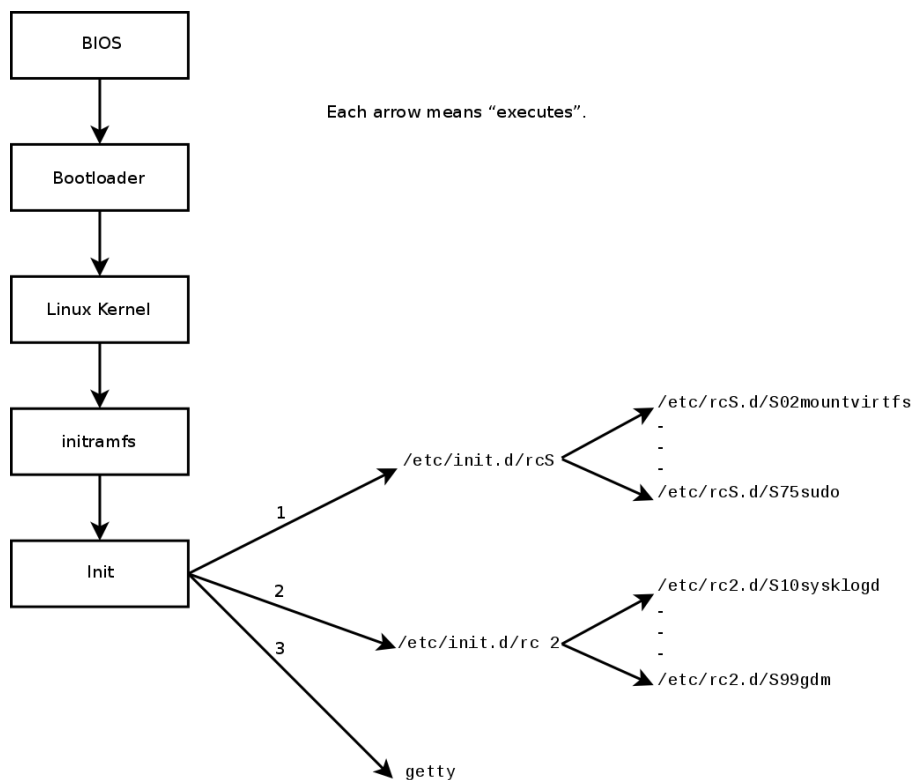 BIOS
Each arrow means “executes”.
Bootloader
Linux Kernel
initramfs
Init
1
2
3
/etc/init.d/rcS
/etc/rcS.d/S02mountvirtfs
-
-
-
/etc/rcS.d/S75sudo
/etc/init.d/rc 2
/etc/rc2.d/S10sysklogd
-
-
-
/etc/rc2.d/S99gdm
getty